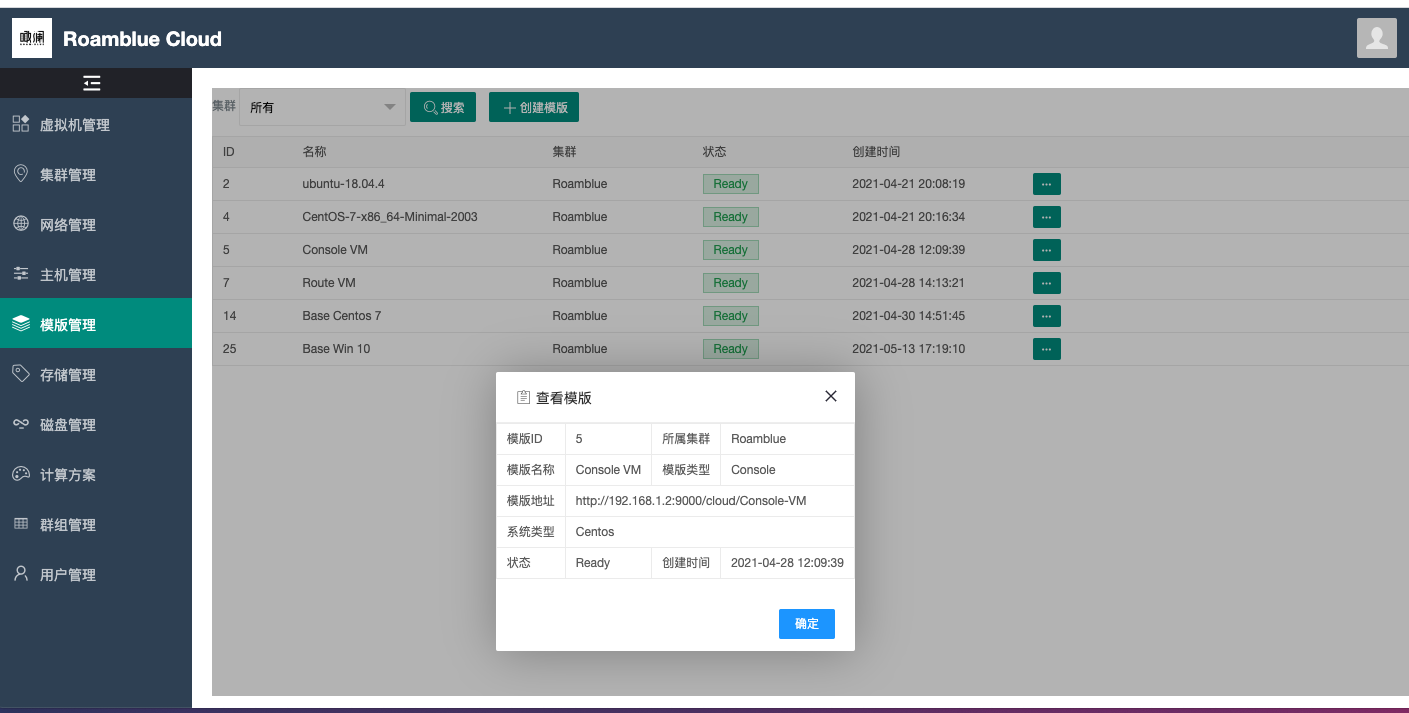 Roamblue Cloud
虚拟机管理
集群管理
网络管理
主机管理
模版管理
存储管理
磁盘管理
计算方案
群组管理
用户管理
集群 所有 搜索 创建模版
ID 名称 集群 状态 创建时间
2 ubuntu-18.04.4 Roamblue Ready 2021-04-21 20:08:19
4 CentOS-7-x86_64-Minimal-2003 Roamblue Ready 2021-04-21 20:16:34
5 Console VM Roamblue Ready 2021-04-28 12:09:39
7 Route VM Roamblue Ready 2021-04-28 14:13:21
14 Base Centos 7 Roamblue Ready 2021-04-30 14:51:45
25 Base Win 10 Roamblue Ready 2021-05-13 17:19:10
查看模版
模版ID 5 所属集群 Roamblue
模版名称 Console VM 模版类型 Console
模版地址 http://192.168.1.2:9000/cloud/Console-VM
系统类型 Centos
状态 Ready 创建时间 2021-04-28 12:09:39
确定